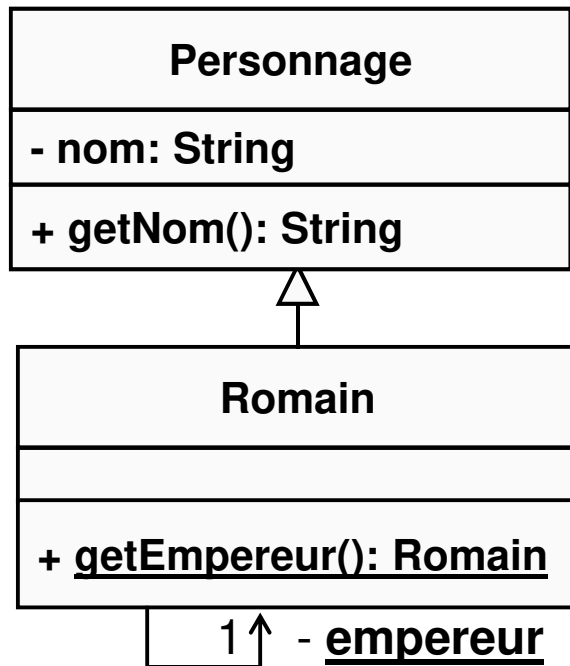 Personnage
- nom: String
+ getNom(): String
Romain
+ getEmpereur(): Romain
1 - empereur